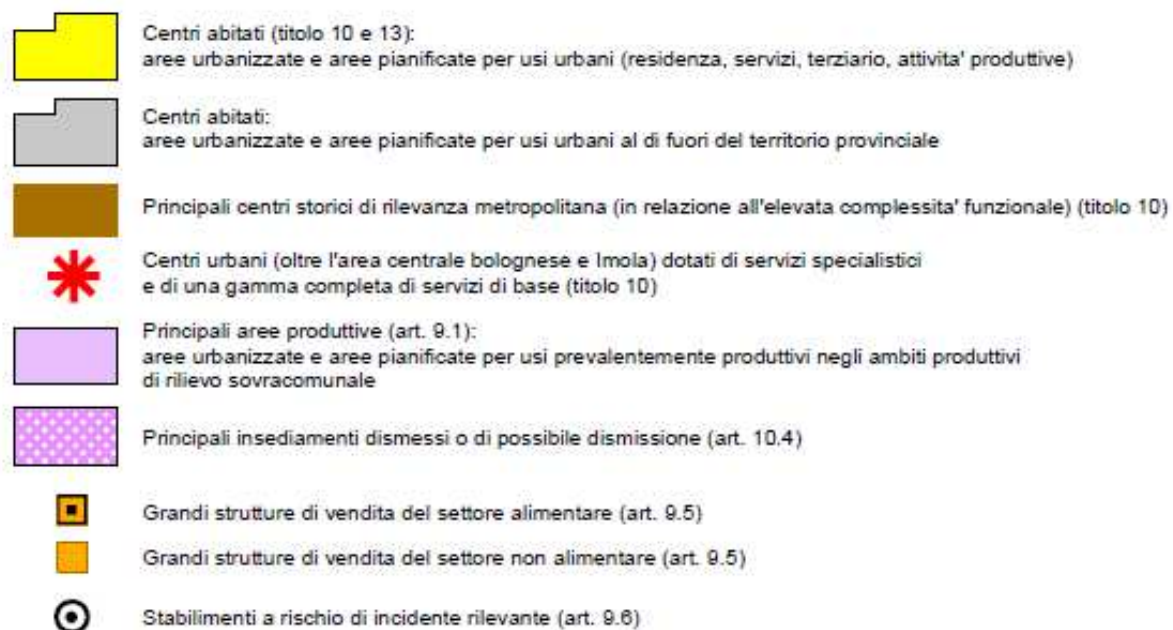 Centri abitati (titolo 10 e 13):
aree urbanizzate e aree pianificate per usi urbani (residenza, servizi, terziario, attivita' produttive)
Centri abitati:
aree urbanizzate e aree pianificate per usi urbani al di fuori del territorio provinciale
Principali centri storici di rilevanza metropolitana (in relazione all'elevata complessita' funzionale) (titolo 10)
Centri urbani (oltre l'area centrale bolognese e Imola) dotati di servizi specialistici
e di una gamma completa di servizi di base (titolo 10)
Principali aree produttive (art. 9.1):
aree urbanizzate e aree pianificate per usi prevalentemente produttivi negli ambiti produttivi
di rilievo sovracomunale
Principali insediamenti dismessi o di possibile dismissione (art. 10.4)
Grandi strutture di vendita del settore alimentare (art. 9.5)
Grandi strutture di vendita del settore non alimentare (art. 9.5)
Stabilimenti a rischio di incidente rilevante (art. 9.6)